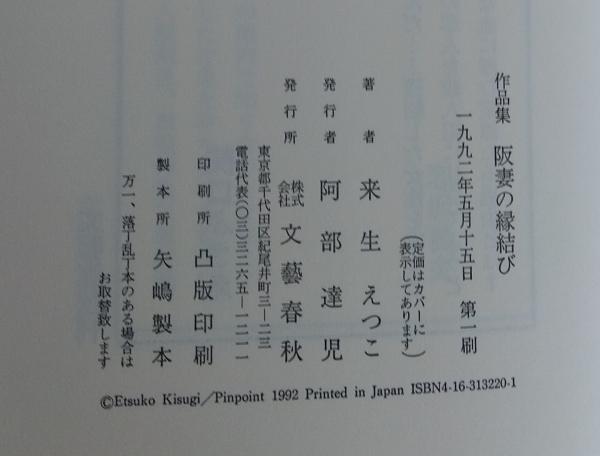 作品集　阪妻の縁結び
一九九二年五月十五日　第一刷
（定価はカバーに
表示してあります）
著者　来生えつこ
発行者　阿部達児
発行所　株式会社　文藝春秋
東京都千代田区紀尾井町三―二三
電話代表（〇三）三二六五―一二一一
印刷所　凸版印刷
製本所　矢嶋製本
万一、落丁乱丁本のある場合は
お取替致します
©Etsuko Kisugi／Pinpoint 1992 Printed in Japan ISBN4-16-313220-1